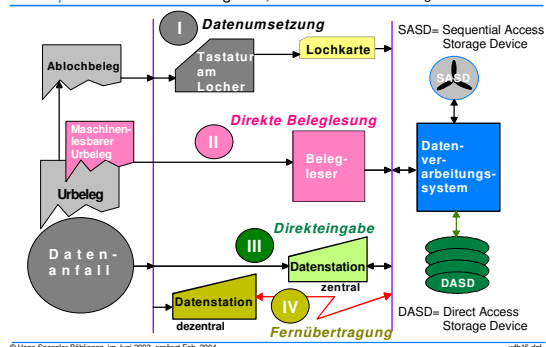 I
Datenumsetzung
SASD= Sequential Access
Storage Device
Ablochbeleg
Tastatur
am
Locher
Lochkarte
SASD
Maschinen-
lesbarer
Urbeleg
Urbeleg
II
Direkte Beleglesung
Beleg-
leser
Daten-
ver-
arbeitungs-
system
Daten-
anfall
III
Direkteingabe
Datenstation
zentral
Datenstation
dezentral
IV
Fernübertragung
DASD
DASD= Direct Access
Storage Device